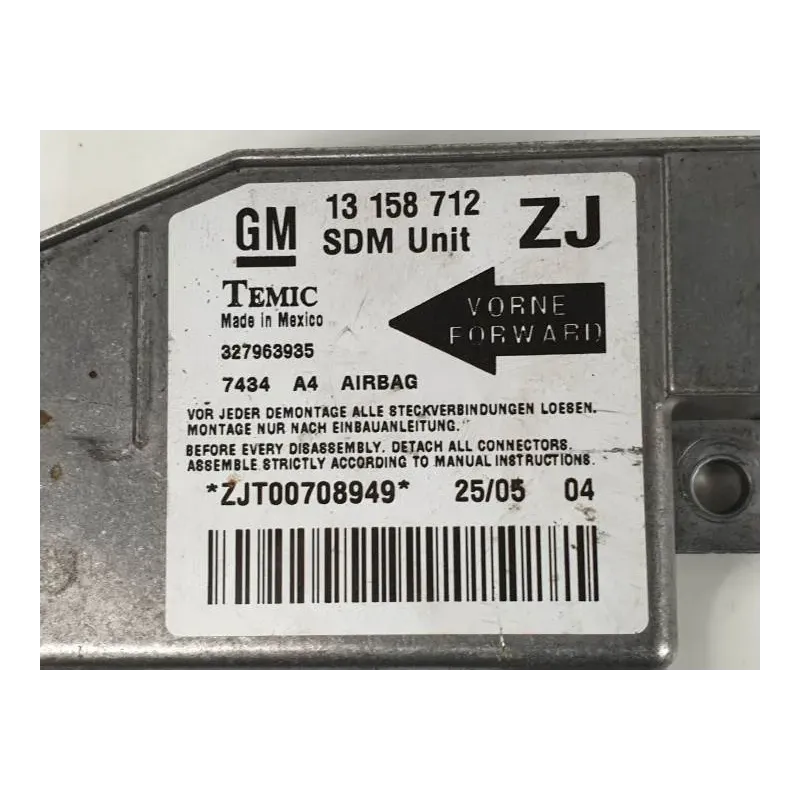 GM 13 158 712 ZJ
SDM Unit
TEMIC
Made in Mexico
VORNE
FORWARD
327963935
7434 A4 AIRBAG
VOR JEDER DEMONTAGE ALLE STECKVERBINDUNGEN LOESEN.
MONTAGE NUR NACH EINBAUANLEITUNG.
BEFORE EVERY DISASSEMBLY. DETACH ALL CONNECTORS.
ASSEMBLE STRICTLY ACCORDING TO MANUAL INSTRUCTIONS.
*ZJT00708949* 25/05 04